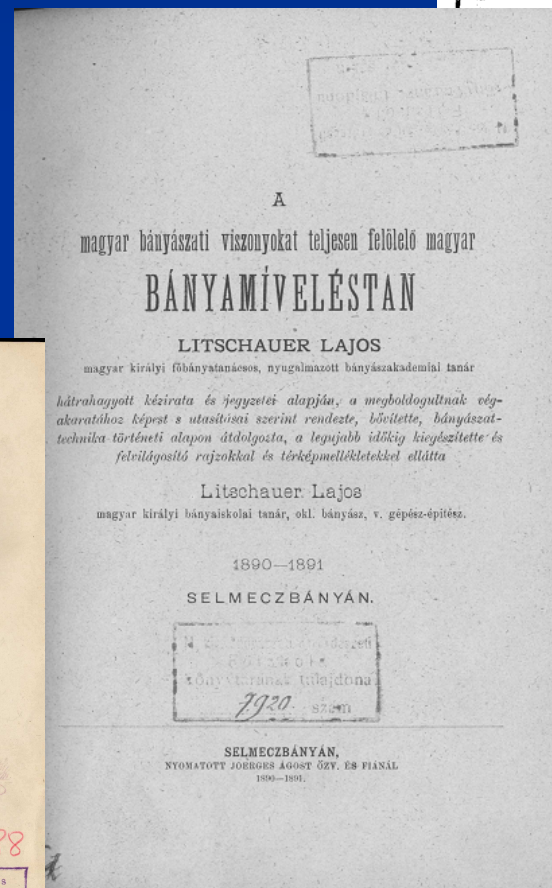 A
magyar bányászati viszonyokat teljesen felölelő magyar
BÁNYAMÍVELÉSTAN
LITSCHAUER LAJOS
magyar királyi főbányatanácsos, nyugalmazott bányászakademiai tanár
hátrahagyott kézirata és jegyzetei alapján, a megboldogultnak vég-
akaratához képest s utasításai szerint rendezte, bővítette, bányászat-
technika-történeti alapon átdolgozta, a legujabb időkig kiegészítette és
felvilágosító rajzokkal és térképmellékletekkel ellátta
Litschauer Lajos
magyar királyi bányaiskolai tanár, okl. bányász, v. gépész-épitész.
1890—1891
SELMECZBÁNYÁN.
könyvtárának tulajdona
7920 szám
SELMECZBÁNYÁN,
NYOMATOTT JOERGES ÁGOST ÖZV. ÉS FIÁNÁL
1890—1891.